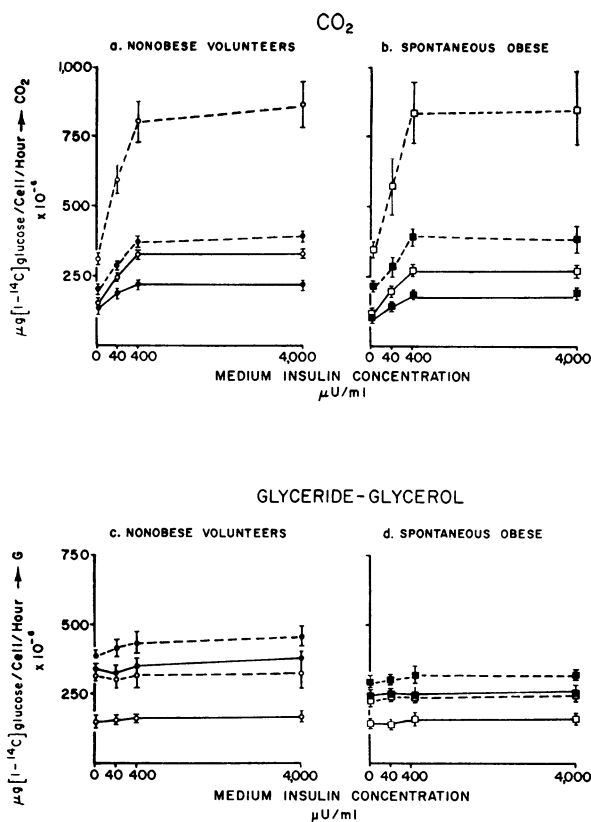 CO₂
a. NONOBESE VOLUNTEERS
b. SPONTANEOUS OBESE
1,000
750
500
250
µg[1-¹⁴C]glucose/Cell/Hour → CO₂
x 10⁻⁶
0 40 400 4,000
0 40 400 4,000
MEDIUM INSULIN CONCENTRATION
µU/ml
GLYCERIDE-GLYCEROL
c. NONOBESE VOLUNTEERS
d. SPONTANEOUS OBESE
750
500
250
µg[1-¹⁴C]glucose/Cell/Hour → G
x 10⁻⁶
0 40 400 4,000
0 40 400 4,000
MEDIUM INSULIN CONCENTRATION
µU/ml